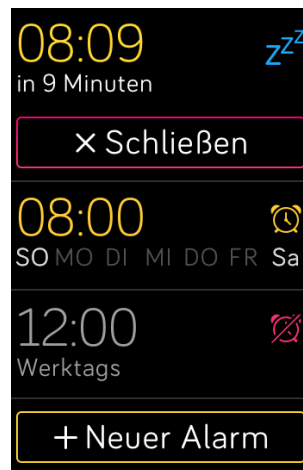 08:09 zzz
in 9 Minuten
× Schließen
08:00
SO MO DI MI DO FR Sa
12:00
Werktags
+ Neuer Alarm